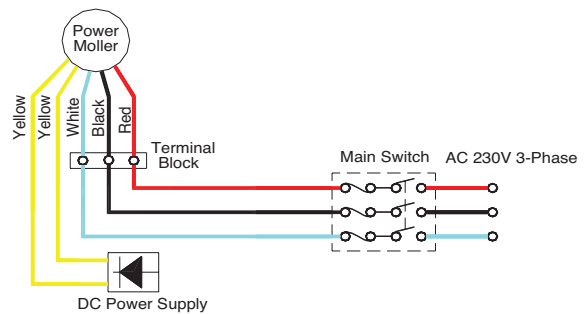 Power
Moller
Yellow
Yellow
White
Black
Red
Terminal
Block
Main Switch
AC 230V 3-Phase
DC Power Supply